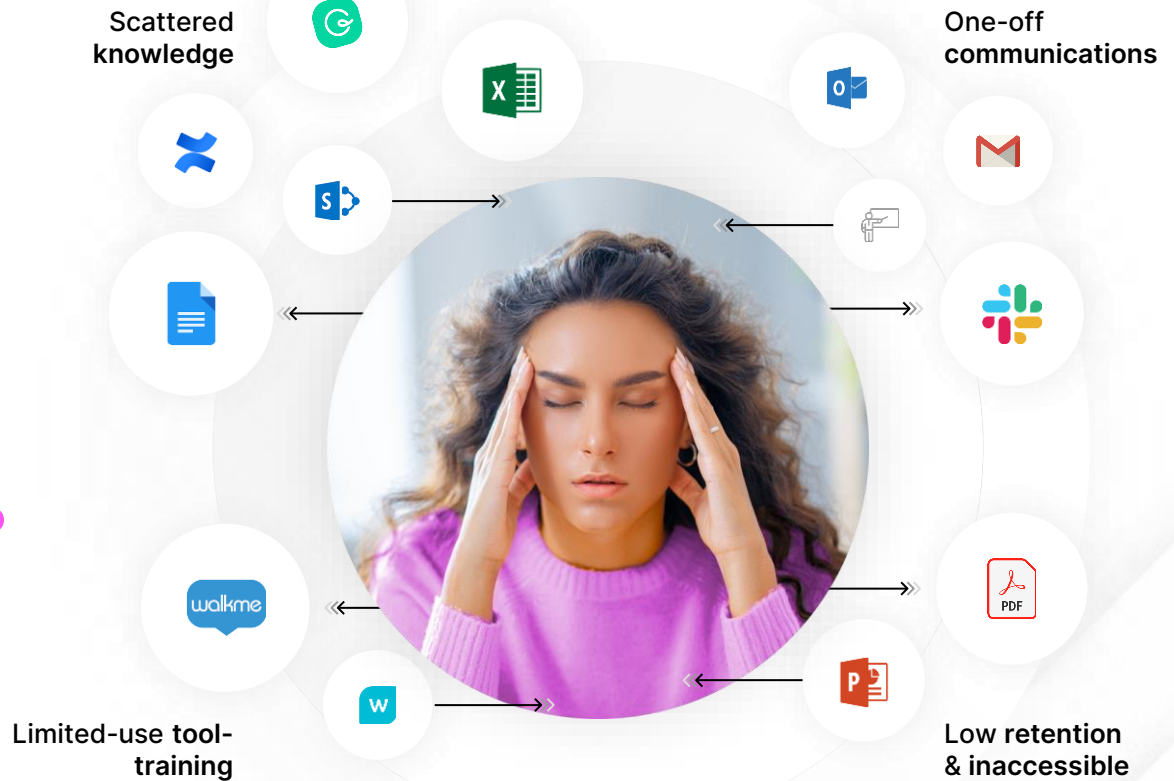 Scattered
knowledge
One-off
communications
X
O
S
walkme
W
PDF
P
Limited-use tool-
training
Low retention
& inaccessible